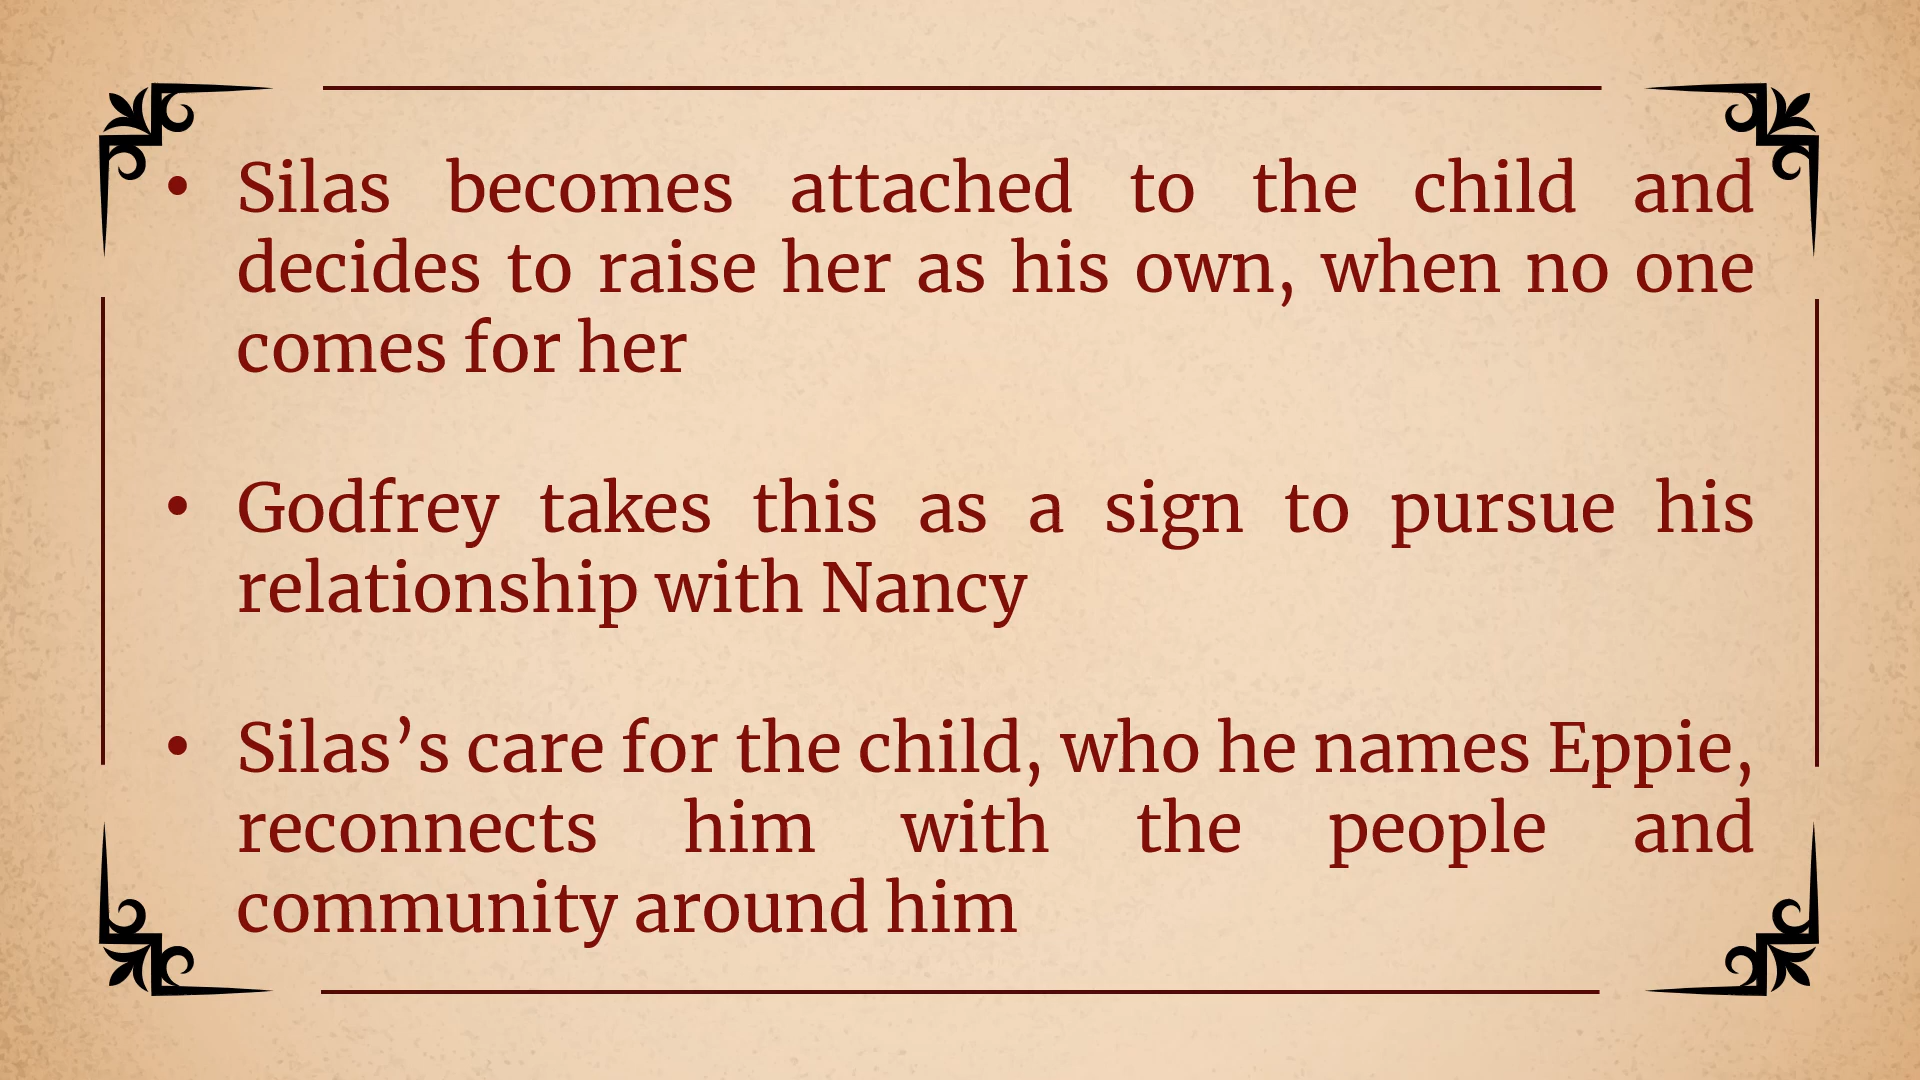 • Silas becomes attached to the child and
decides to raise her as his own, when no one
comes for her
• Godfrey takes this as a sign to pursue his
relationship with Nancy
• Silas’s care for the child, who he names Eppie,
reconnects him with the people and
community around him